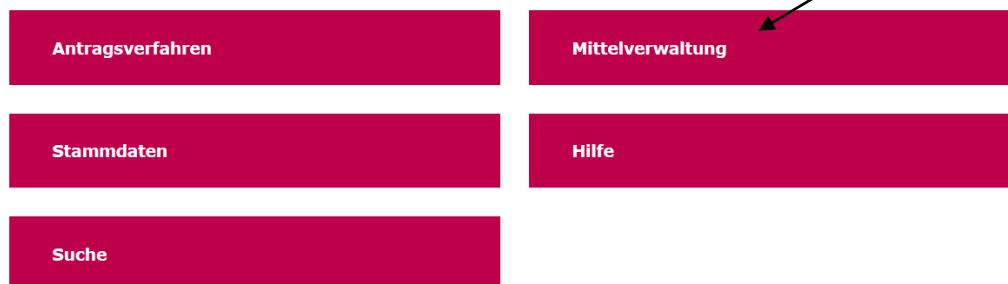 Antragsverfahren
Mittelverwaltung
Stammdaten
Hilfe
Suche